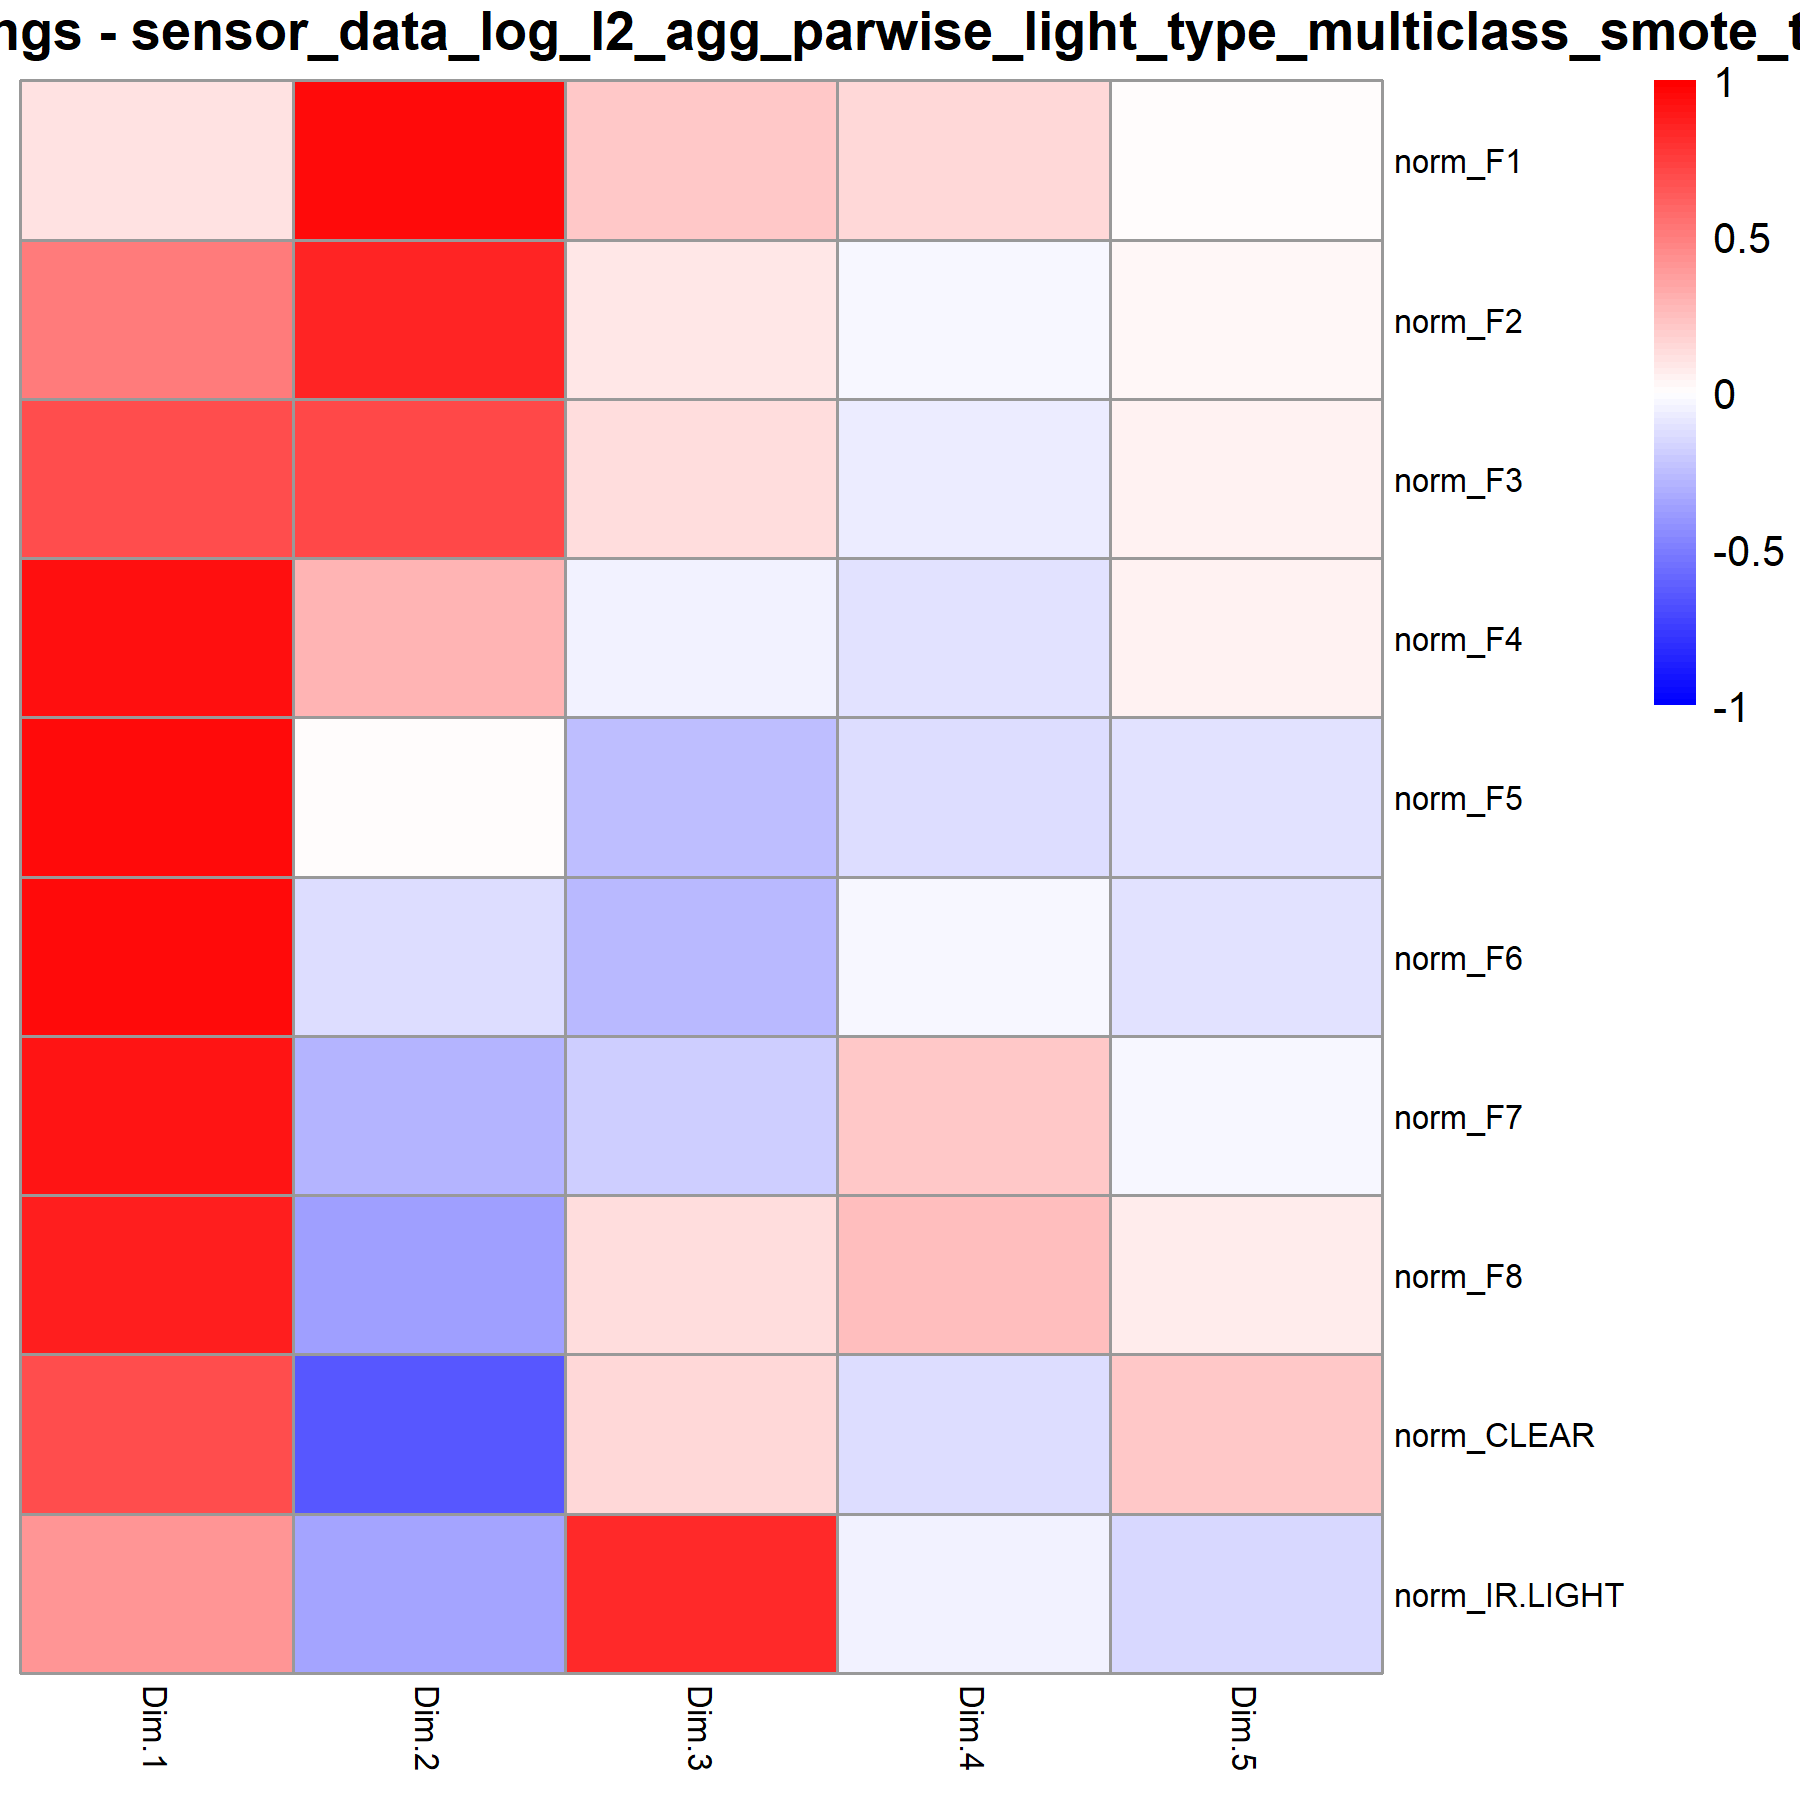 ngs - sensor_data_log_l2_agg_parwise_light_type_multiclass_smote_t
1
0.5
0
-0.5
-1
norm_F1
norm_F2
norm_F3
norm_F4
norm_F5
norm_F6
norm_F7
norm_F8
norm_CLEAR
norm_IR.LIGHT
Dim.1
Dim.2
Dim.3
Dim.4
Dim.5